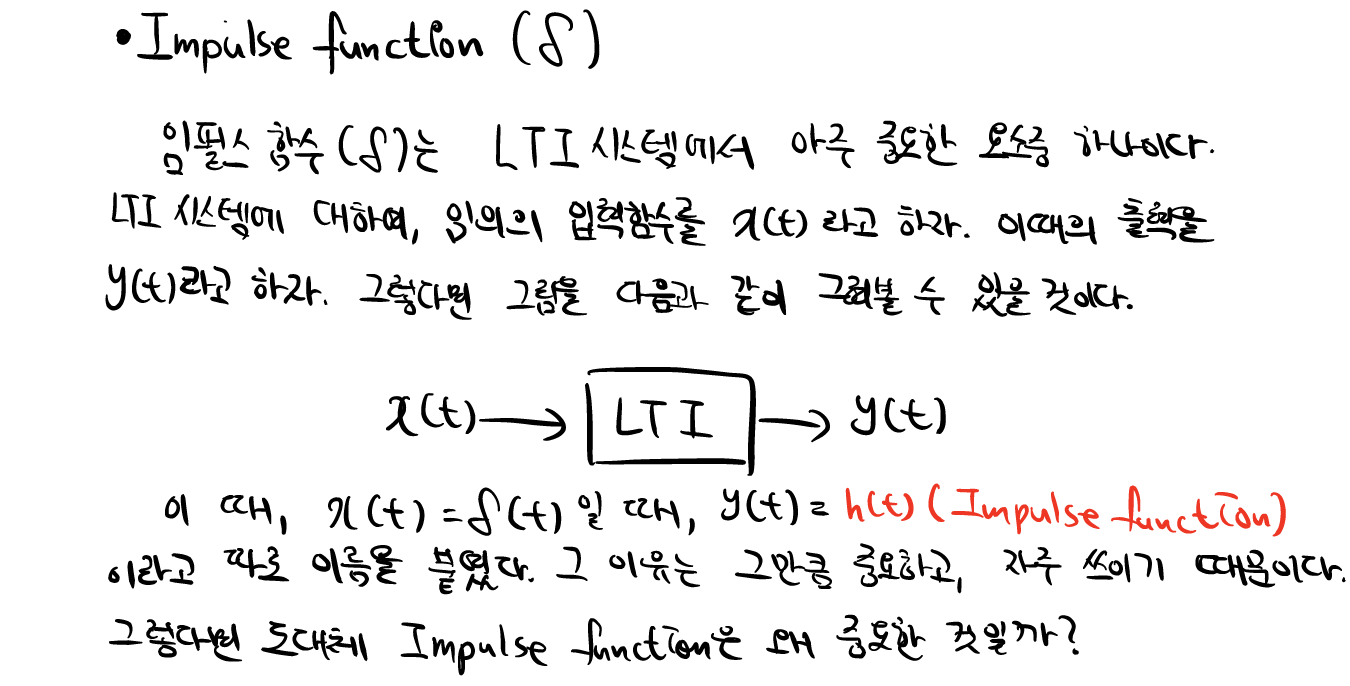 • Impulse function (δ)
임펄스 함수(δ)는 LTI 시스템에서 아주 중요한 요소중 하나이다.
LTI 시스템에 대하여, 임의의 입력함수를 x(t) 라고 하자. 이때의 출력을
y(t)라고 하자. 그렇다면 그림을 다음과 같이 그려볼 수 있을 것이다.
x(t) → LTI → y(t)
이 때, x(t) = δ(t) 일 때, y(t) = h(t) (Impulse function)
이라고 따로 이름을 붙였다. 그 이유는 그만큼 중요하고, 자주 쓰이기 때문이다.
그렇다면 도대체 Impulse function은 왜 중요한 것일까?